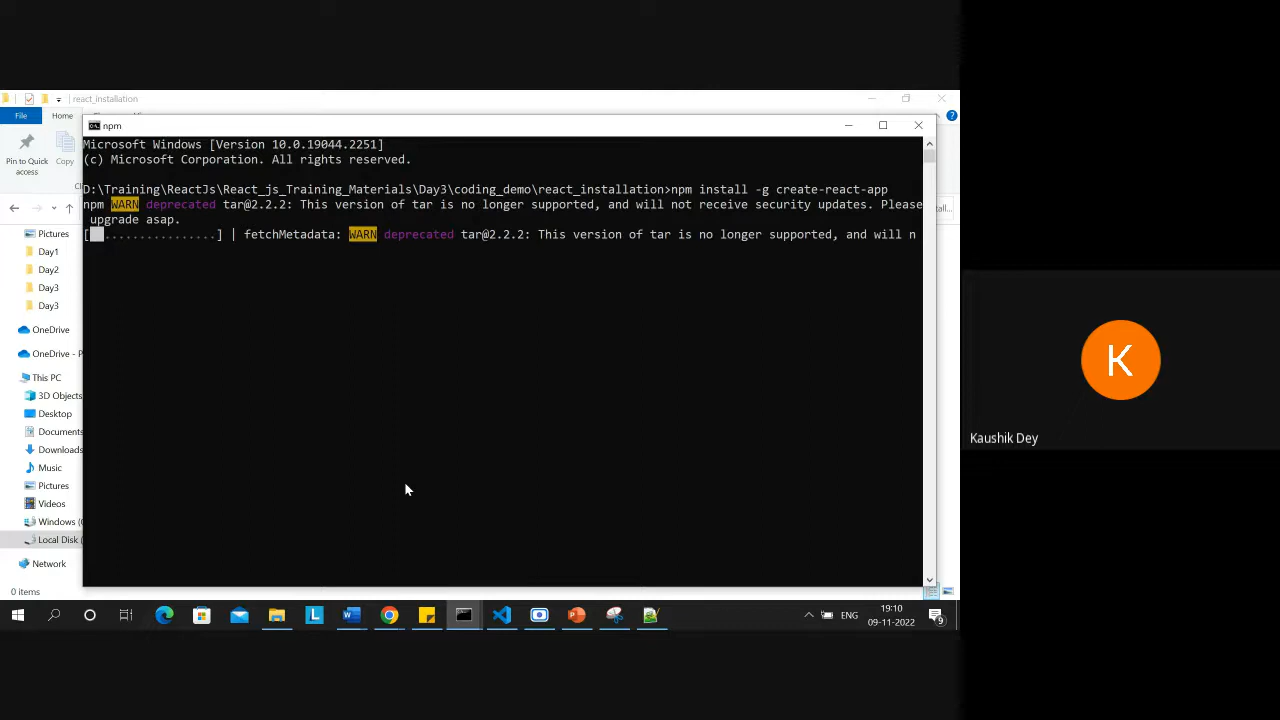 react_installation
File
Home
Pin to Quick
access
Copy
npm
Microsoft Windows [Version 10.0.19044.2251]
(c) Microsoft Corporation. All rights reserved.
D:\Training\ReactJs\React_js_Training_Materials\Day3\coding_demo\react_installation>npm install -g create-react-app
npm WARN deprecated tar@2.2.2: This version of tar is no longer supported, and will not receive security updates. Please
upgrade asap.
[ ...............] | fetchMetadata: WARN deprecated tar@2.2.2: This version of tar is no longer supported, and will n
Pictures
Day1
Day2
Day3
Day3
OneDrive
OneDrive - P
This PC
3D Objects
Desktop
Documents
Downloads
Music
Pictures
Videos
Windows (
Local Disk (
Network
0 items
K
Kaushik Dey
L
ENG
19:10
09-11-2022
9